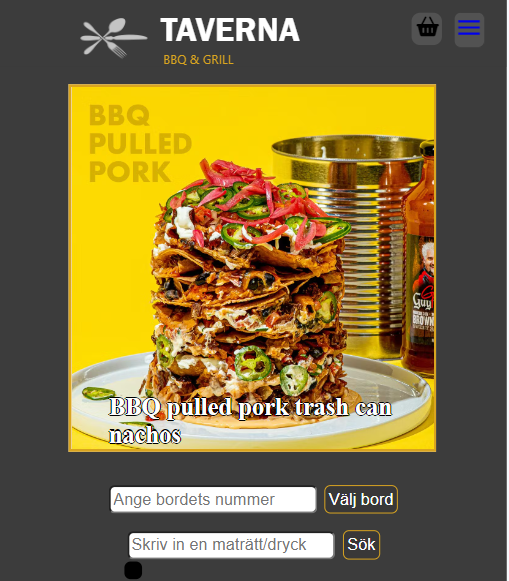 TAVERNA
BBQ & GRILL
BBQ
PULLED
PORK
Guy
BROWN
BBQ pulled pork trash can
nachos
Ange bordets nummer Välj bord
Skriv in en maträtt/dryck Sök